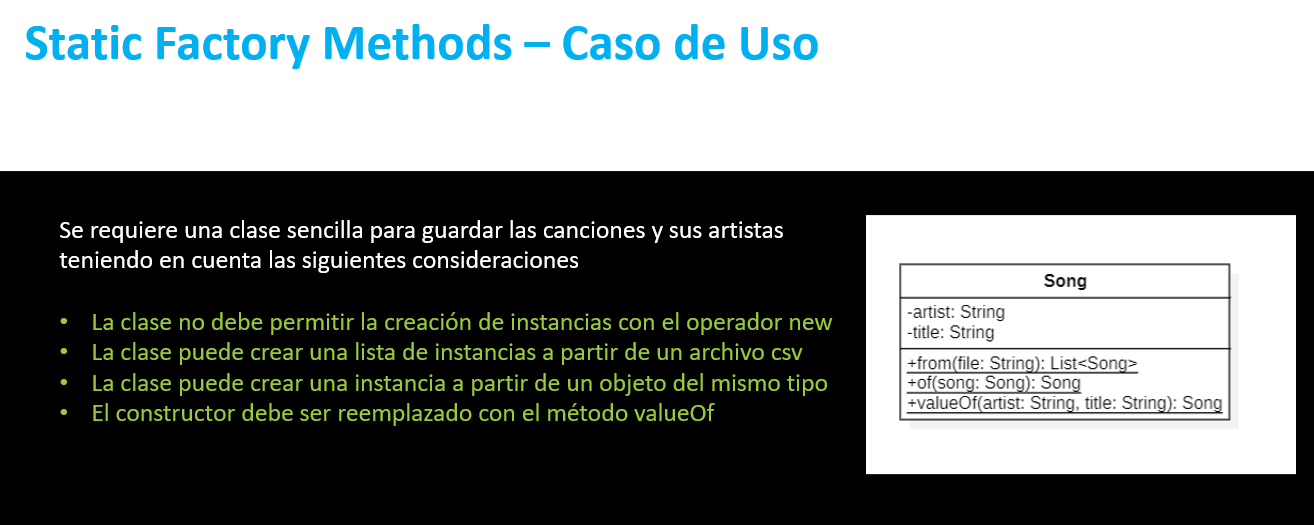 Static Factory Methods – Caso de Uso
Se requiere una clase sencilla para guardar las canciones y sus artistas
teniendo en cuenta las siguientes consideraciones
• La clase no debe permitir la creación de instancias con el operador new
• La clase puede crear una lista de instancias a partir de un archivo csv
• La clase puede crear una instancia a partir de un objeto del mismo tipo
• El constructor debe ser reemplazado con el método valueOf
Song
-artist: String
-title: String
+from(file: String): List<Song>
+of(song: Song): Song
+valueOf(artist: String, title: String): Song